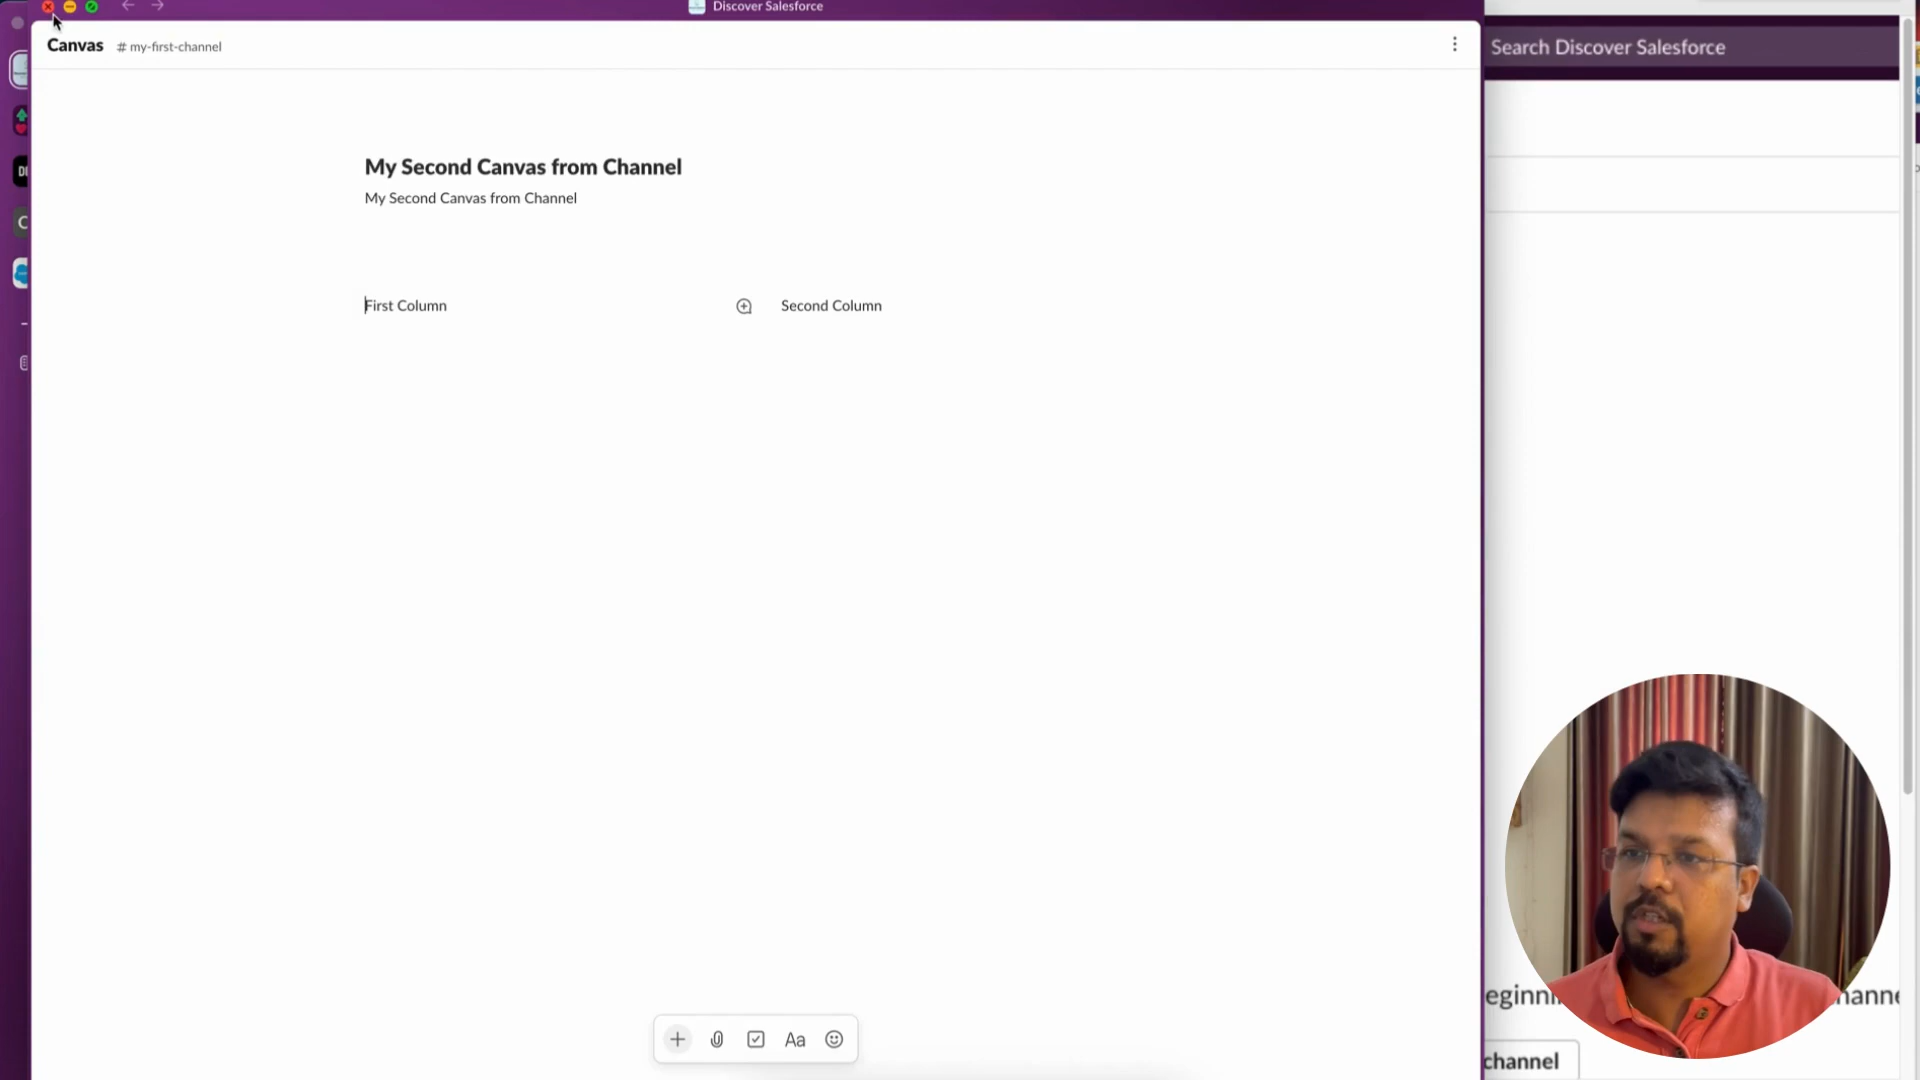 Discover Salesforce
Canvas # my-first-channel
Search Discover Salesforce
My Second Canvas from Channel
My Second Canvas from Channel
First Column
Second Column
Aa
channel